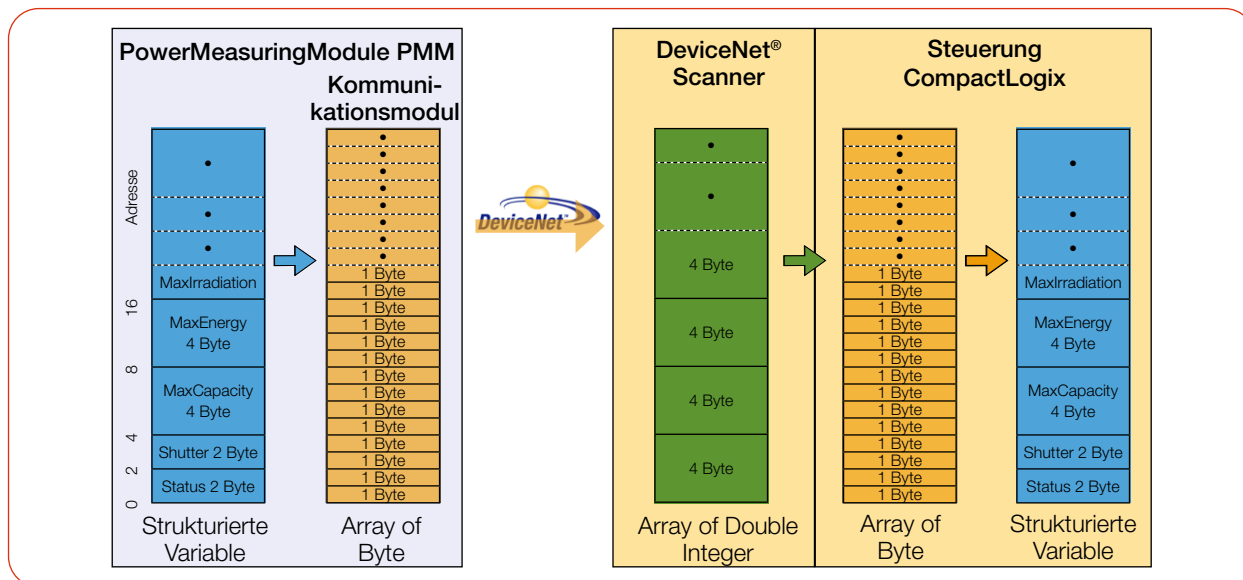 PowerMeasuringModule PMM
Kommuni-
kationsmodul
Adresse
16
8
4
2
0
MaxIrradiation
MaxEnergy
4 Byte
MaxCapacity
4 Byte
Shutter 2 Byte
Status 2 Byte
Strukturierte
Variable
1 Byte
1 Byte
1 Byte
1 Byte
1 Byte
1 Byte
1 Byte
1 Byte
1 Byte
1 Byte
1 Byte
1 Byte
1 Byte
1 Byte
Array of
Byte
DeviceNet™
DeviceNet®
Scanner
4 Byte
4 Byte
4 Byte
4 Byte
Array of Double
Integer
Steuerung
CompactLogix
1 Byte
1 Byte
1 Byte
1 Byte
1 Byte
1 Byte
1 Byte
1 Byte
1 Byte
1 Byte
1 Byte
1 Byte
1 Byte
1 Byte
Array of
Byte
MaxIrradiation
MaxEnergy
4 Byte
MaxCapacity
4 Byte
Shutter 2 Byte
Status 2 Byte
Strukturierte
Variable